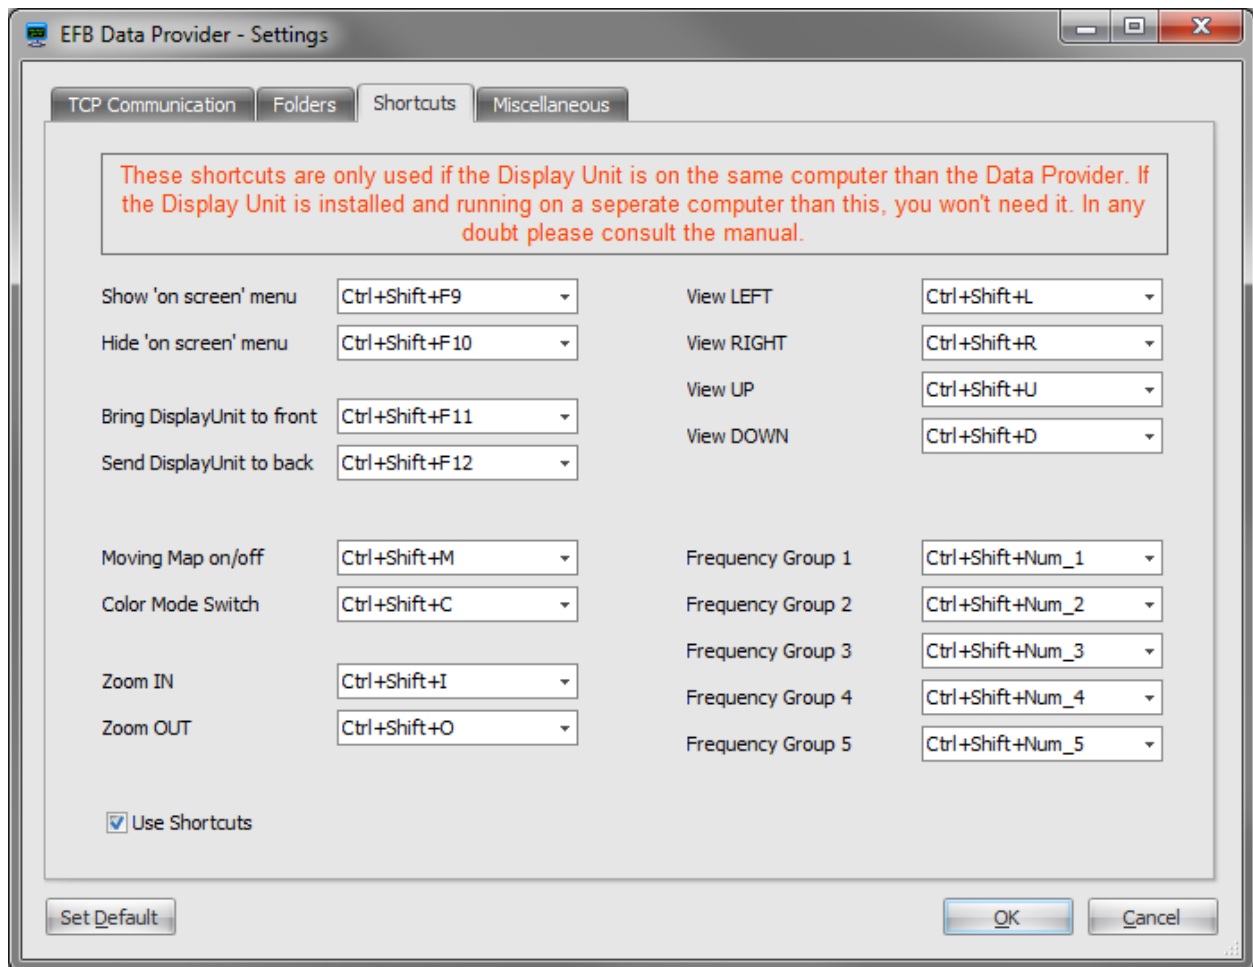 EFB Data Provider - Settings
TCP Communication
Folders
Shortcuts
Miscellaneous
These shortcuts are only used if the Display Unit is on the same computer than the Data Provider. If
the Display Unit is installed and running on a seperate computer than this, you won't need it. In any
doubt please consult the manual.
Show 'on screen' menu Ctrl+Shift+F9
Hide 'on screen' menu Ctrl+Shift+F10
Bring DisplayUnit to front Ctrl+Shift+F11
Send DisplayUnit to back Ctrl+Shift+F12
Moving Map on/off Ctrl+Shift+M
Color Mode Switch Ctrl+Shift+C
Zoom IN Ctrl+Shift+I
Zoom OUT Ctrl+Shift+O
View LEFT Ctrl+Shift+L
View RIGHT Ctrl+Shift+R
View UP Ctrl+Shift+U
View DOWN Ctrl+Shift+D
Frequency Group 1 Ctrl+Shift+Num_1
Frequency Group 2 Ctrl+Shift+Num_2
Frequency Group 3 Ctrl+Shift+Num_3
Frequency Group 4 Ctrl+Shift+Num_4
Frequency Group 5 Ctrl+Shift+Num_5
Use Shortcuts
Set Default
OK
Cancel